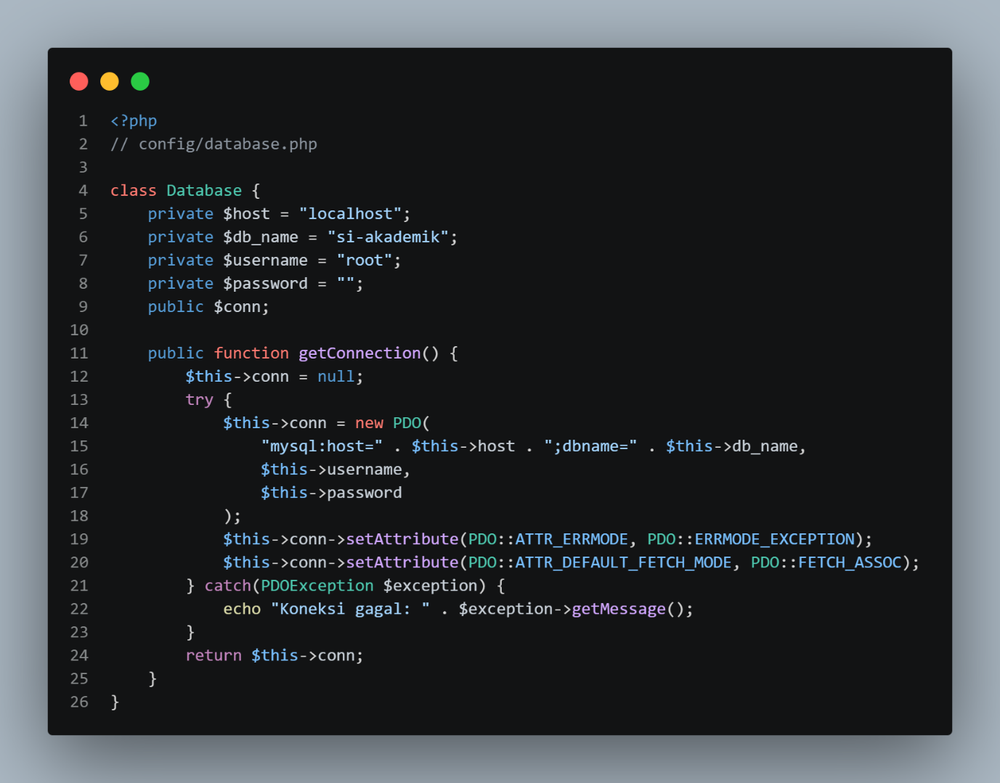 1 <?php
2 // config/database.php
3
4 class Database {
5     private $host = "localhost";
6     private $db_name = "si-akademik";
7     private $username = "root";
8     private $password = "";
9     public $conn;
10
11     public function getConnection() {
12         $this->conn = null;
13         try {
14             $this->conn = new PDO(
15                 "mysql:host=" . $this->host . ";dbname=" . $this->db_name,
16                 $this->username,
17                 $this->password
18             );
19             $this->conn->setAttribute(PDO::ATTR_ERRMODE, PDO::ERRMODE_EXCEPTION);
20             $this->conn->setAttribute(PDO::ATTR_DEFAULT_FETCH_MODE, PDO::FETCH_ASSOC);
21         } catch(PDOException $exception) {
22             echo "Koneksi gagal: " . $exception->getMessage();
23         }
24         return $this->conn;
25     }
26 }